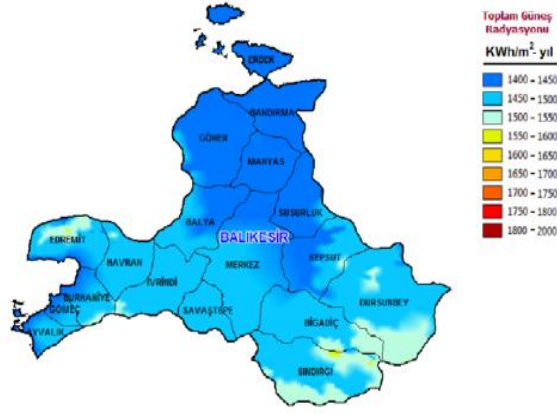 Toplam Güneş
Radyasyonu
KWh/m²- yıl
1400 - 1450
1450 - 1500
1500 - 1550
1550 - 1600
1600 - 1650
1650 - 1700
1700 - 1750
1750 - 1800
1800 - 2000
ERDEK
BANDIRMA
GÖNEN
MANYAS
SUSURLUK
BALYA
BALIKESİR
EDREMİT
HAVRAN
İVRİNDİ
MERKEZ
KEPSUT
DURSUNBEY
BURHANİYE
GÖMEÇ
AYVALIK
SAVAŞTEPE
BİGADİÇ
SINDIRGI